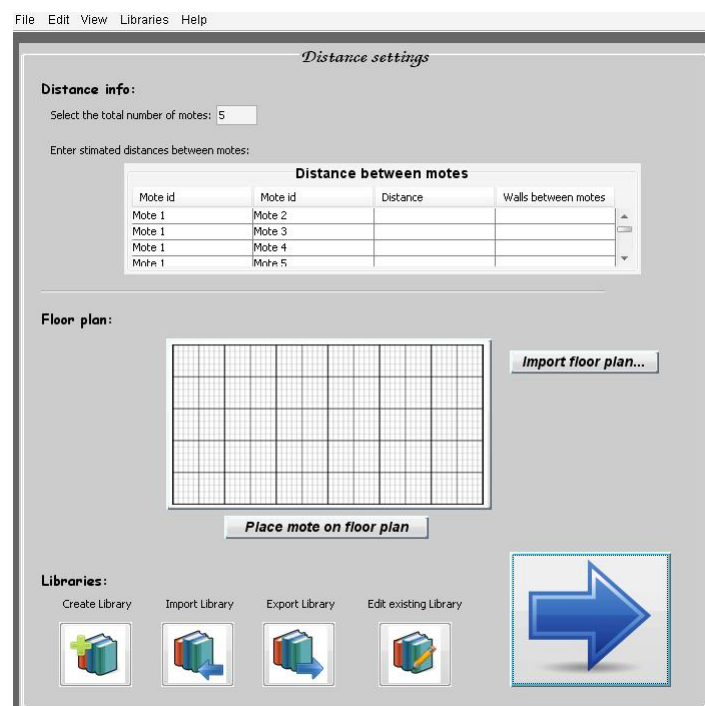 File Edit View Libraries Help
Distance settings
Distance info:
Select the total number of motes: 5
Enter stimated distances between motes:
Distance between motes
Mote id Mote id Distance Walls between motes
Mote 1 Mote 2
Mote 1 Mote 3
Mote 1 Mote 4
Mote 1 Mote 5
Floor plan:
Import floor plan...
Place mote on floor plan
Libraries:
Create Library Import Library Export Library Edit existing Library